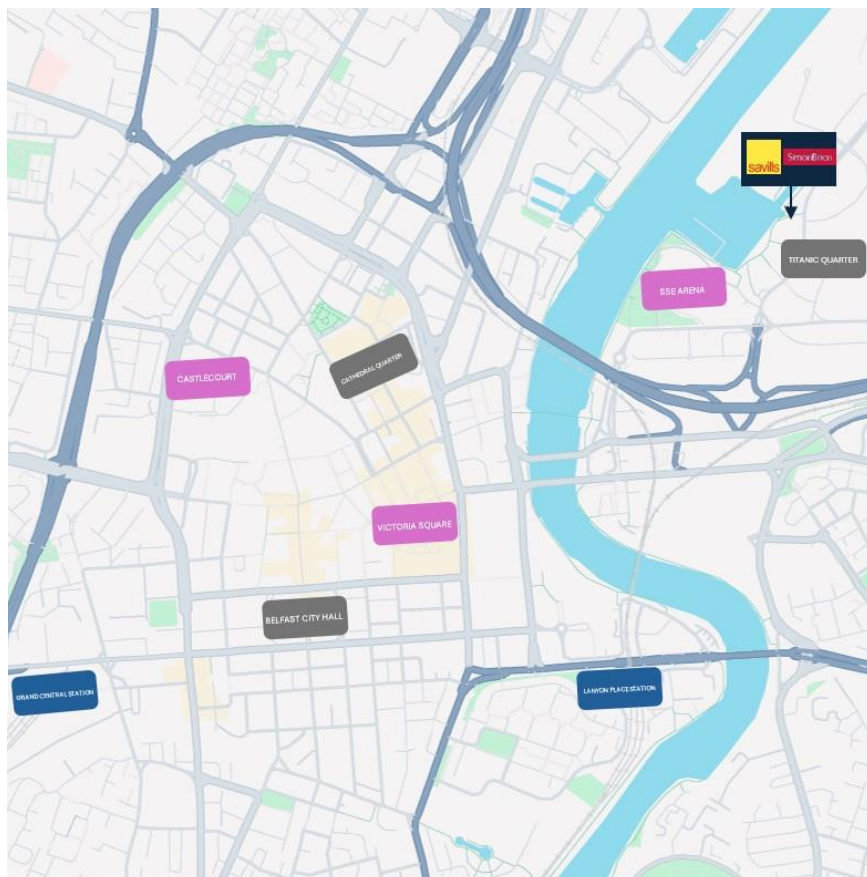 savills
SimonBrien
TITANIC QUARTER
SSE ARENA
CATHEDRAL QUARTER
CASTLECOURT
VICTORIA SQUARE
BELFAST CITY HALL
GRAND CENTRAL STATION
LANYON PLACE STATION